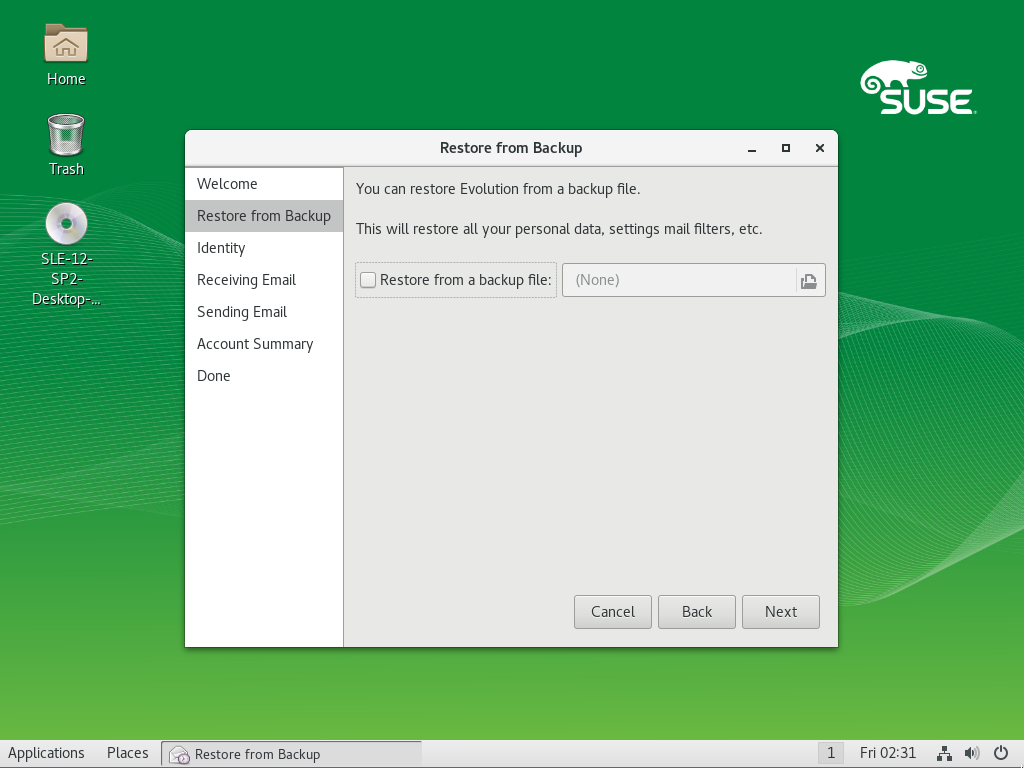 Home
Trash
SLE-12-
SP2-
Desktop-...
SUSE
Restore from Backup
Welcome
Restore from Backup
Identity
Receiving Email
Sending Email
Account Summary
Done
You can restore Evolution from a backup file.
This will restore all your personal data, settings mail filters, etc.
Restore from a backup file: (None)
Cancel Back Next
Applications Places Restore from Backup 1 Fri 02:31